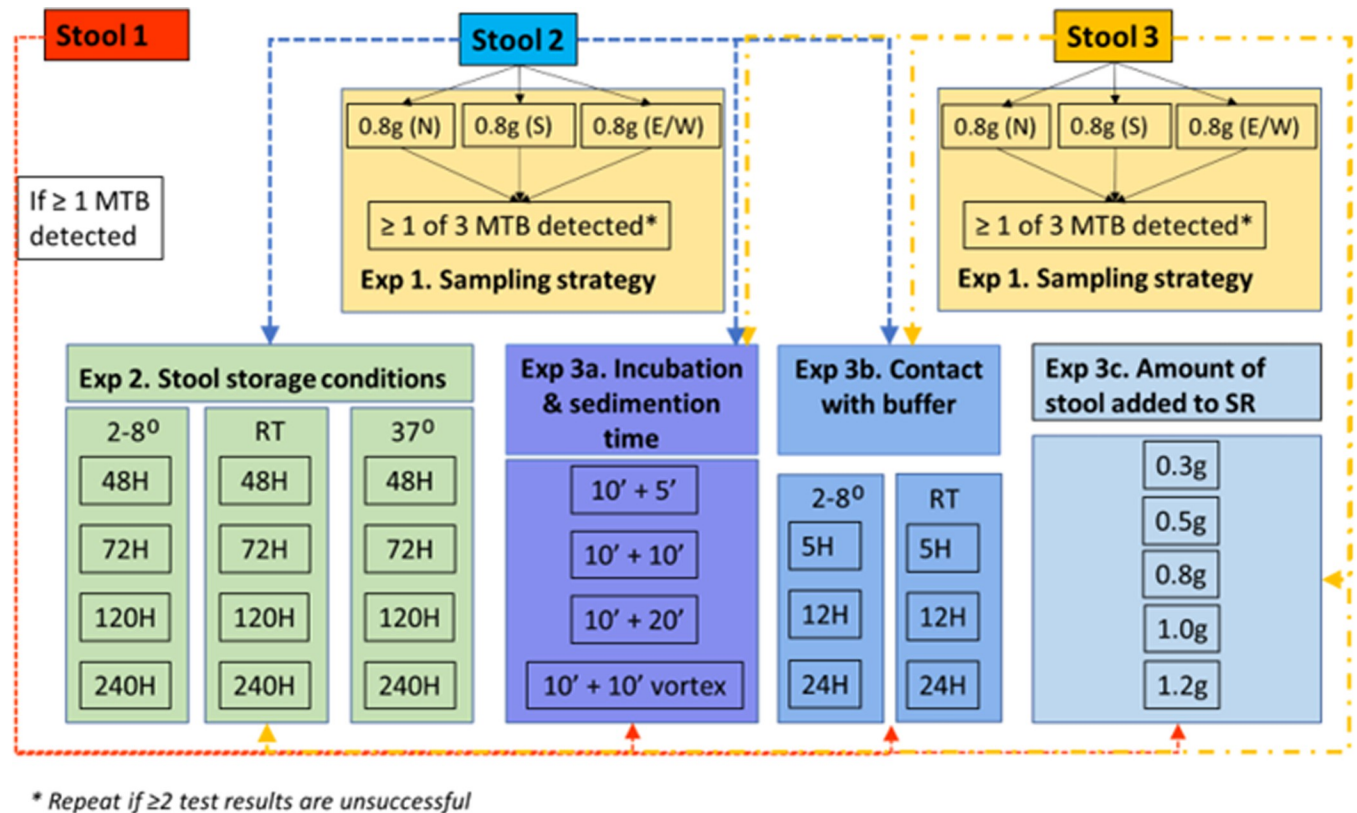 Stool 1
Stool 2
Stool 3
0.8g (N)
0.8g (S)
0.8g (E/W)
0.8g (N)
0.8g (S)
0.8g (E/W)
If ≥ 1 MTB
detected
≥ 1 of 3 MTB detected*
≥ 1 of 3 MTB detected*
Exp 1. Sampling strategy
Exp 1. Sampling strategy
Exp 2. Stool storage conditions
2-8⁰
RT
37⁰
48H
48H
48H
72H
72H
72H
120H
120H
120H
240H
240H
240H
Exp 3a. Incubation
& sedimention
time
10’ + 5’
10’ + 10’
10’ + 20’
10’ + 10’ vortex
Exp 3b. Contact
with buffer
2-8⁰
RT
5H
5H
12H
12H
24H
24H
Exp 3c. Amount of
stool added to SR
0.3g
0.5g
0.8g
1.0g
1.2g
* Repeat if ≥2 test results are unsuccessful